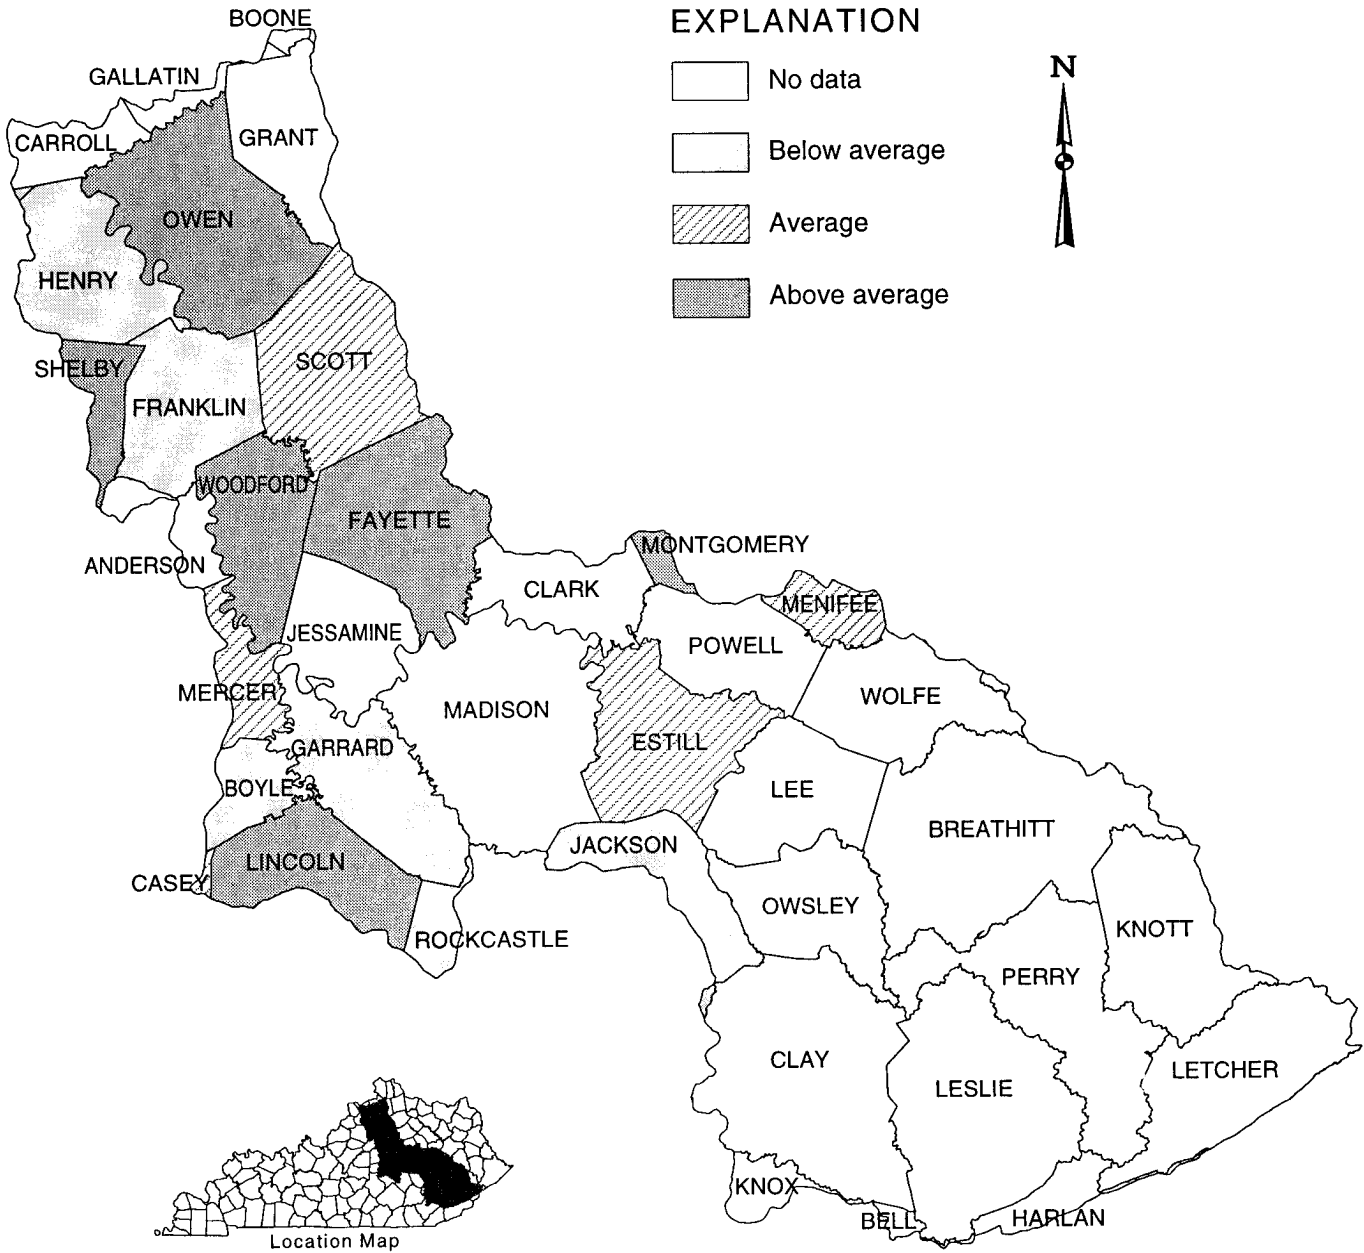 BOONE
EXPLANATION
GALLATIN
N
No data
CARROLL
GRANT
Below average
OWEN
Average
HENRY
Above average
SHELBY
SCOTT
FRANKLIN
WOODFORD
FAYETTE
MONTGOMERY
ANDERSON
CLARK
MENIFEE
JESSAMINE
POWELL
MERCER
WOLFE
MADISON
GARRARD
ESTILL
BOYLE
LEE
BREATHITT
JACKSON
LINCOLN
CASEY
OWSLEY
KNOTT
ROCKCASTLE
PERRY
CLAY
LETCHER
LESLIE
KNOX
BELL
HARLAN
Location Map